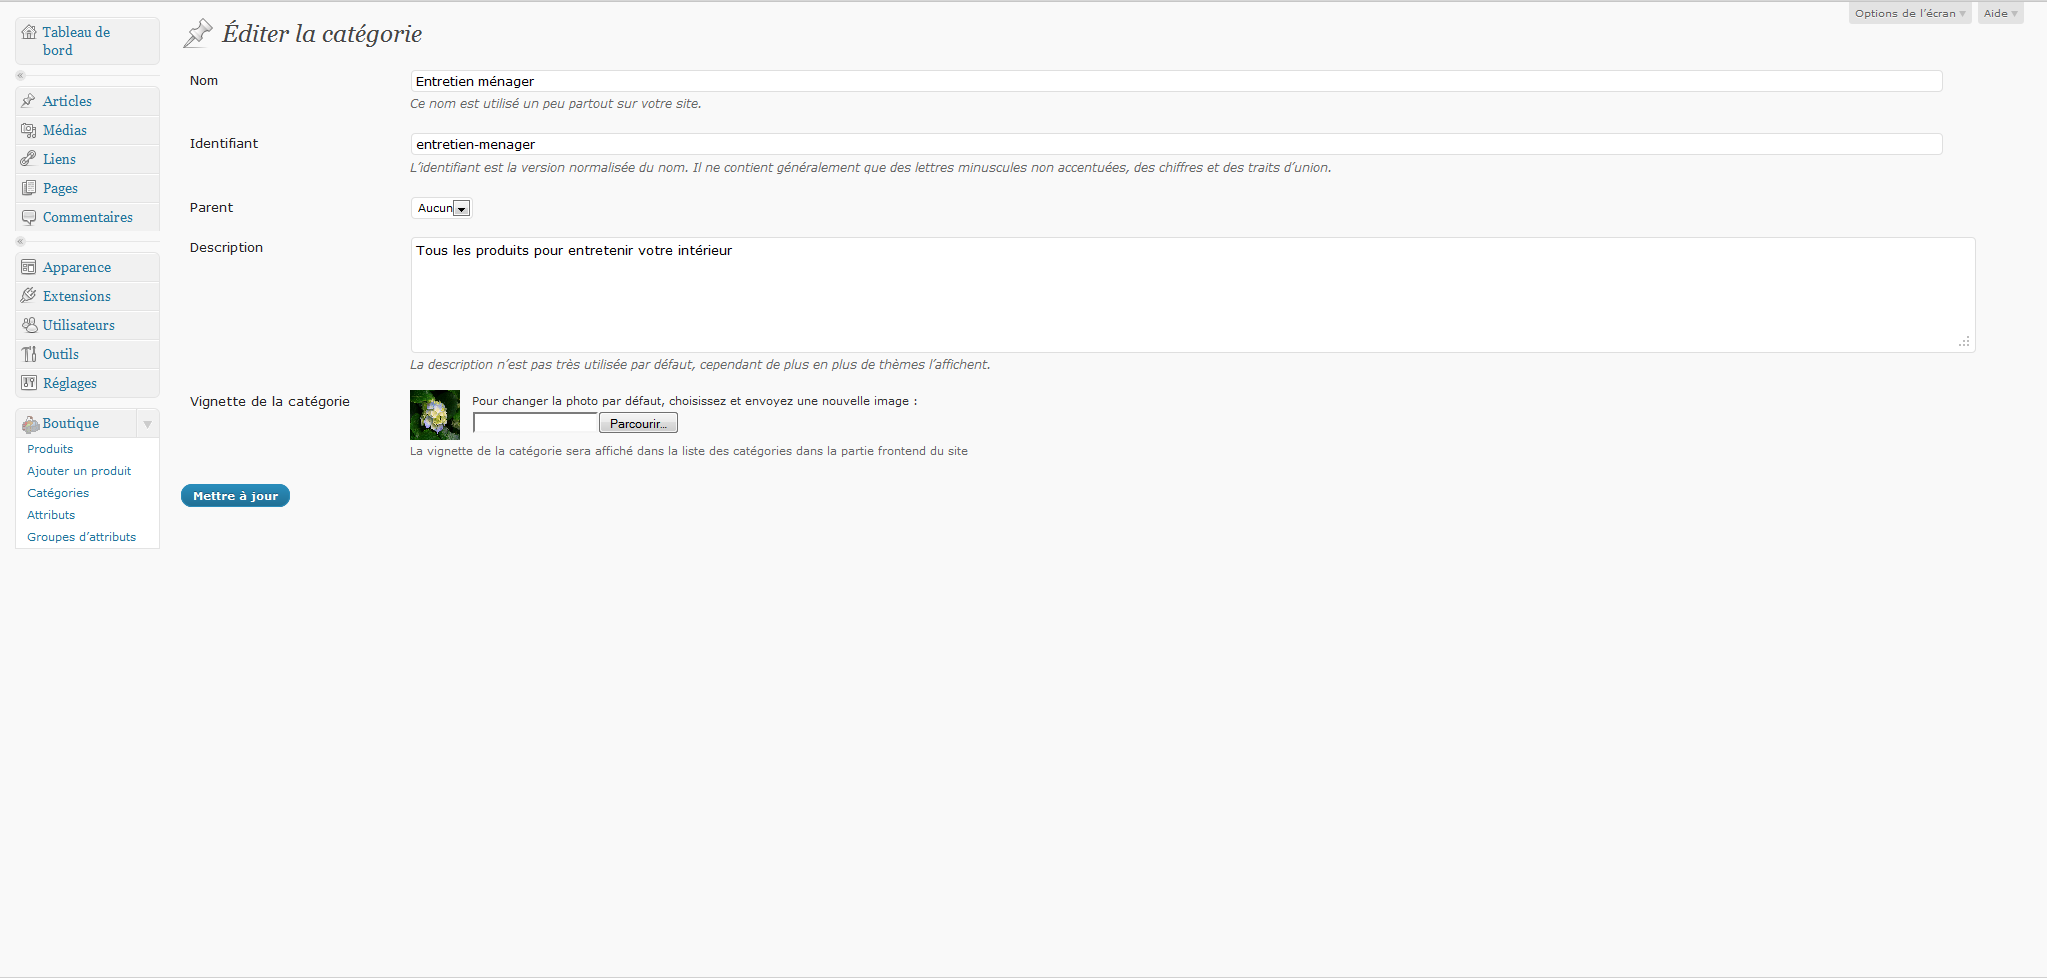 Options de l'écran
Aide
Tableau de
bord
Articles
Médias
Liens
Pages
Commentaires
Apparence
Extensions
Utilisateurs
Outils
Réglages
Boutique
Produits
Ajouter un produit
Catégories
Attributs
Groupes d'attributs
Éditer la catégorie
Nom
Entretien ménager
Ce nom est utilisé un peu partout sur votre site.
Identifiant
entretien-menager
L'identifiant est la version normalisée du nom. Il ne contient généralement que des lettres minuscules non accentuées, des chiffres et des traits d'union.
Parent
Aucun
Description
Tous les produits pour entretenir votre intérieur
La description n'est pas très utilisée par défaut, cependant de plus en plus de thèmes l'affichent.
Vignette de la catégorie
Pour changer la photo par défaut, choisissez et envoyez une nouvelle image :
Parcourir...
La vignette de la catégorie sera affiché dans la liste des catégories dans la partie frontend du site
Mettre à jour